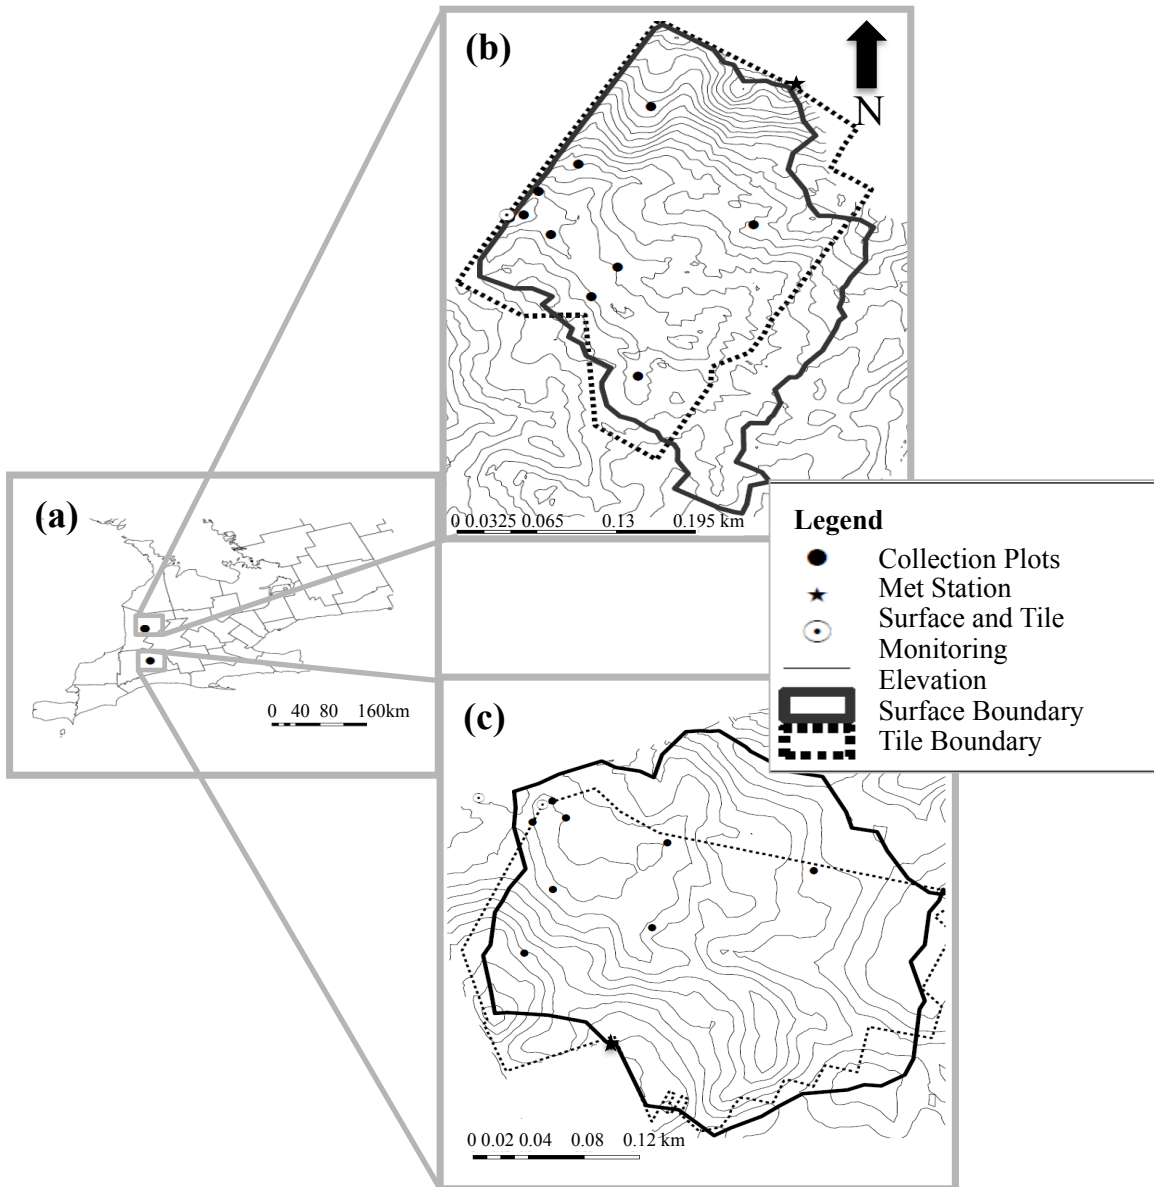 (b)
N
0 0.0325 0.065 0.13 0.195 km
(a)
0 40 80 160km
Legend
Collection Plots
Met Station
Surface and Tile
Monitoring
Elevation
Surface Boundary
Tile Boundary
(c)
0 0.02 0.04 0.08 0.12 km